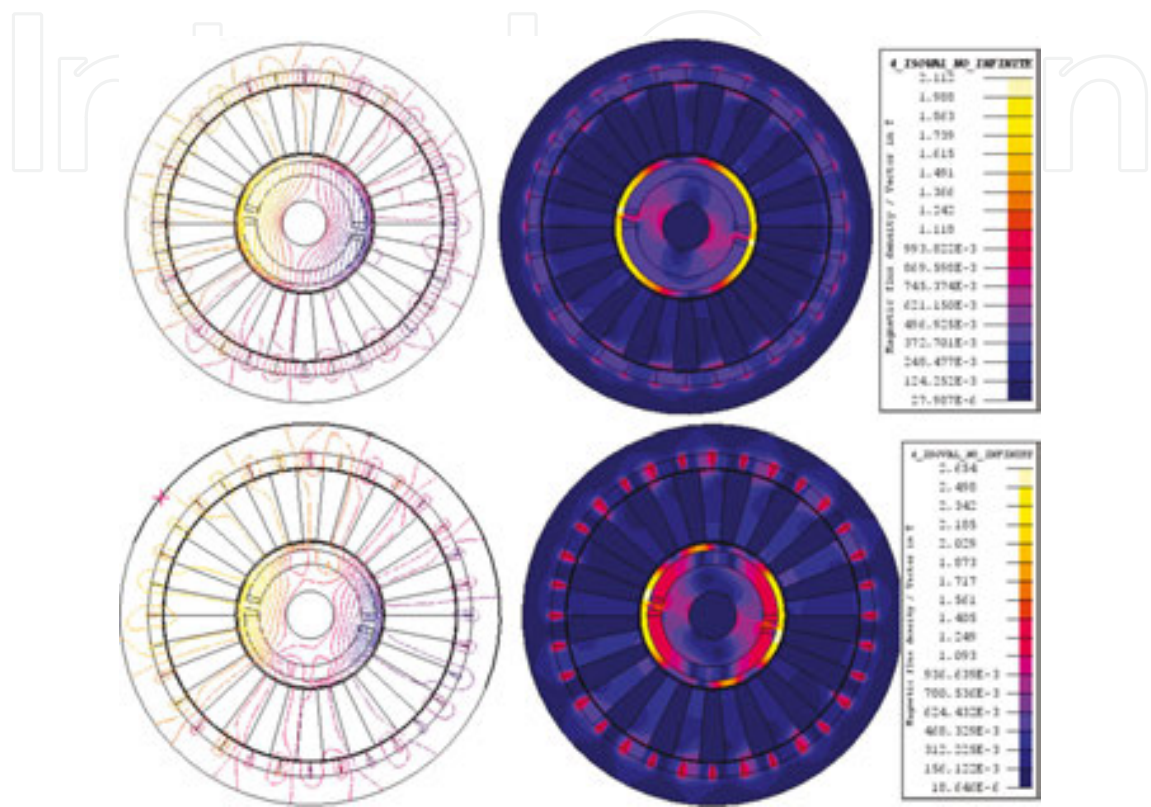 ISOVAL_NO_INFINITE
2.112
1.988
1.863
1.739
1.615
1.491
1.366
1.242
1.118
993.822E-3
869.598E-3
745.374E-3
621.150E-3
496.925E-3
372.701E-3
248.477E-3
124.252E-3
27.987E-6
Magnetic flux density / Vector in T
ISOVAL_NO_INFINITE
2.654
2.498
2.342
2.185
2.029
1.873
1.717
1.561
1.405
1.249
1.093
936.639E-3
780.536E-3
624.432E-3
468.329E-3
312.225E-3
156.122E-3
18.646E-6
Magnetic flux density / Vector in T